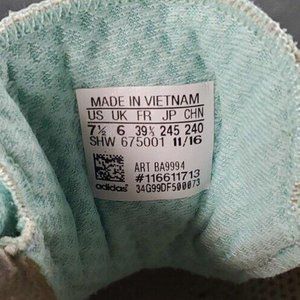 MADE IN VIETNAM
US UK FR JP CHN
7½ 6 39⅓ 245 240
SHW 675001 11/16
ART BA9994
#116611713
adidas 34G99DF500073